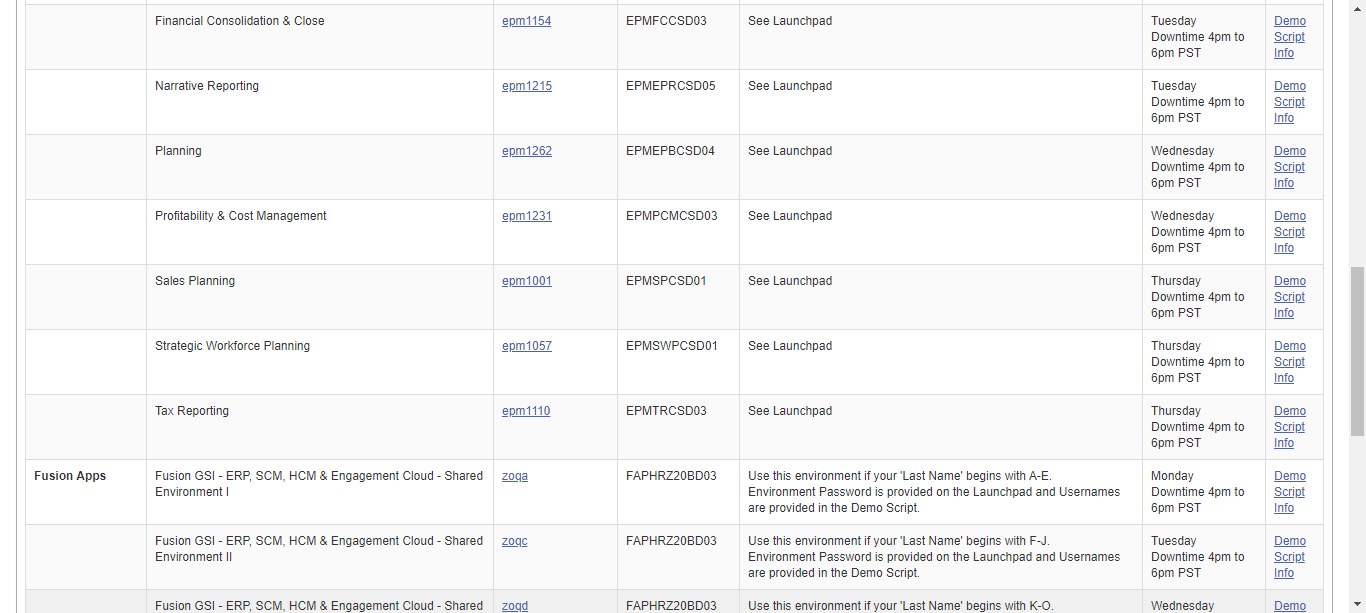 Financial Consolidation & Close epm1154 EPMFCCSD03 See Launchpad Tuesday Demo
Downtime 4pm to Script
6pm PST Info
Narrative Reporting epm1215 EPMEPRCSD05 See Launchpad Tuesday Demo
Downtime 4pm to Script
6pm PST Info
Planning epm1262 EPMEPBCSD04 See Launchpad Wednesday Demo
Downtime 4pm to Script
6pm PST Info
Profitability & Cost Management epm1231 EPMPCMCSD03 See Launchpad Wednesday Demo
Downtime 4pm to Script
6pm PST Info
Sales Planning epm1001 EPMSPCSD01 See Launchpad Thursday Demo
Downtime 4pm to Script
6pm PST Info
Strategic Workforce Planning epm1057 EPMSWPCSD01 See Launchpad Thursday Demo
Downtime 4pm to Script
6pm PST Info
Tax Reporting epm1110 EPMTRCSD03 See Launchpad Thursday Demo
Downtime 4pm to Script
6pm PST Info
Fusion Apps Fusion GSI - ERP, SCM, HCM & Engagement Cloud - Shared zoqa FAPHRZ20BD03 Use this environment if your 'Last Name' begins with A-E. Monday Demo
Environment I Environment Password is provided on the Launchpad and Usernames Downtime 4pm to Script
are provided in the Demo Script. 6pm PST Info
Fusion GSI - ERP, SCM, HCM & Engagement Cloud - Shared zoqc FAPHRZ20BD03 Use this environment if your 'Last Name' begins with F-J. Tuesday Demo
Environment II Environment Password is provided on the Launchpad and Usernames Downtime 4pm to Script
are provided in the Demo Script. 6pm PST Info
Fusion GSI - ERP, SCM, HCM & Engagement Cloud - Shared zoqd FAPHRZ20BD03 Use this environment if your 'Last Name' begins with K-O. Wednesday Demo